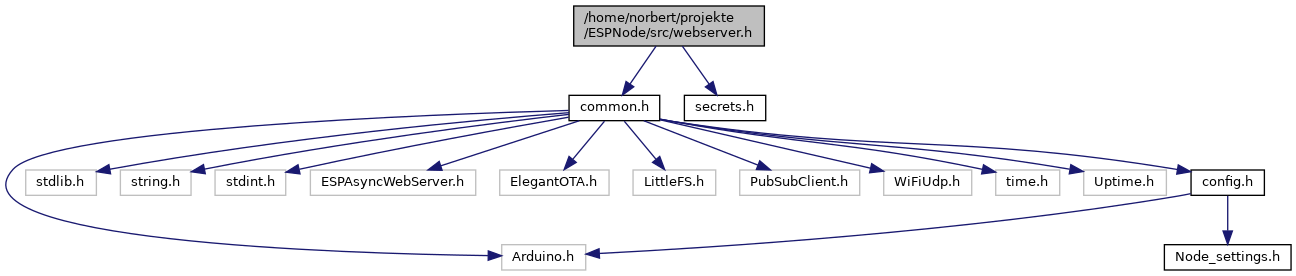 /home/norbert/projekte
/ESPNode/src/webserver.h
common.h
secrets.h
stdlib.h
string.h
stdint.h
ESPAsyncWebServer.h
ElegantOTA.h
LittleFS.h
PubSubClient.h
WiFiUdp.h
time.h
Uptime.h
config.h
Arduino.h
Node_settings.h